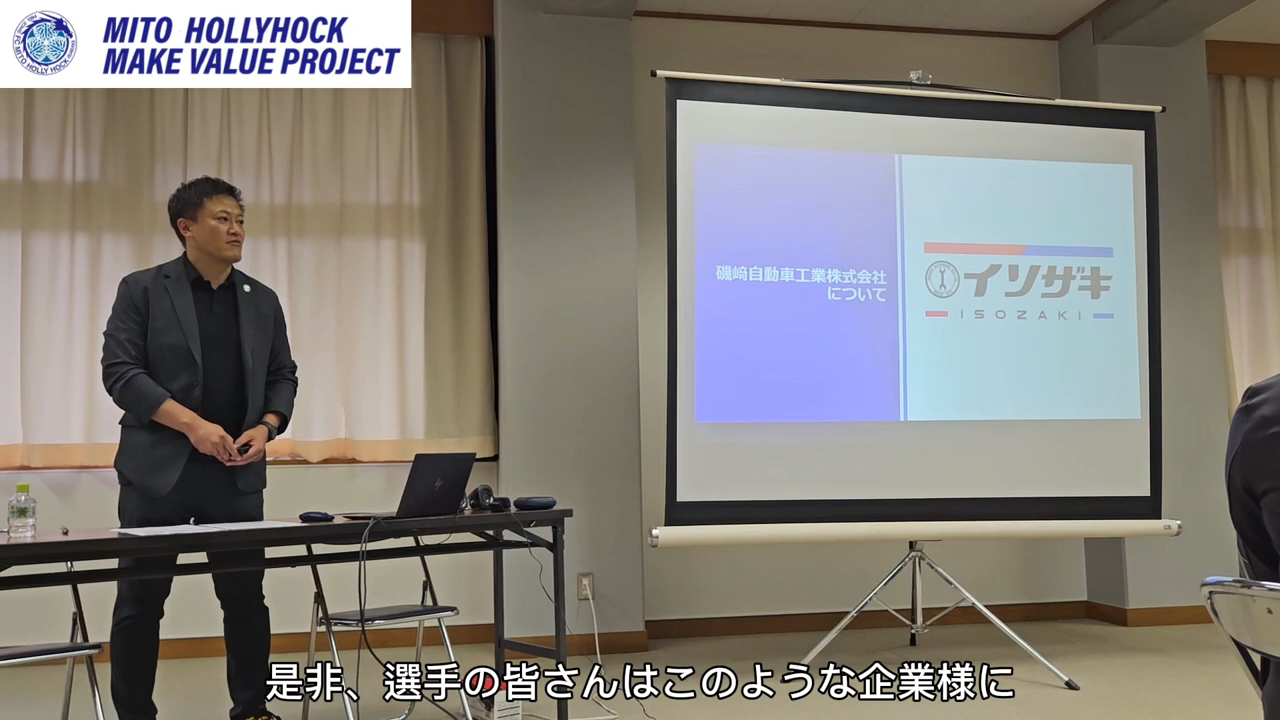 MITO HOLLYHOCK
MAKE VALUE PROJECT
磯﨑自動車工業株式会社
について
イソザキ
ISOZAKI
是非、選手の皆さんはこのような企業様に